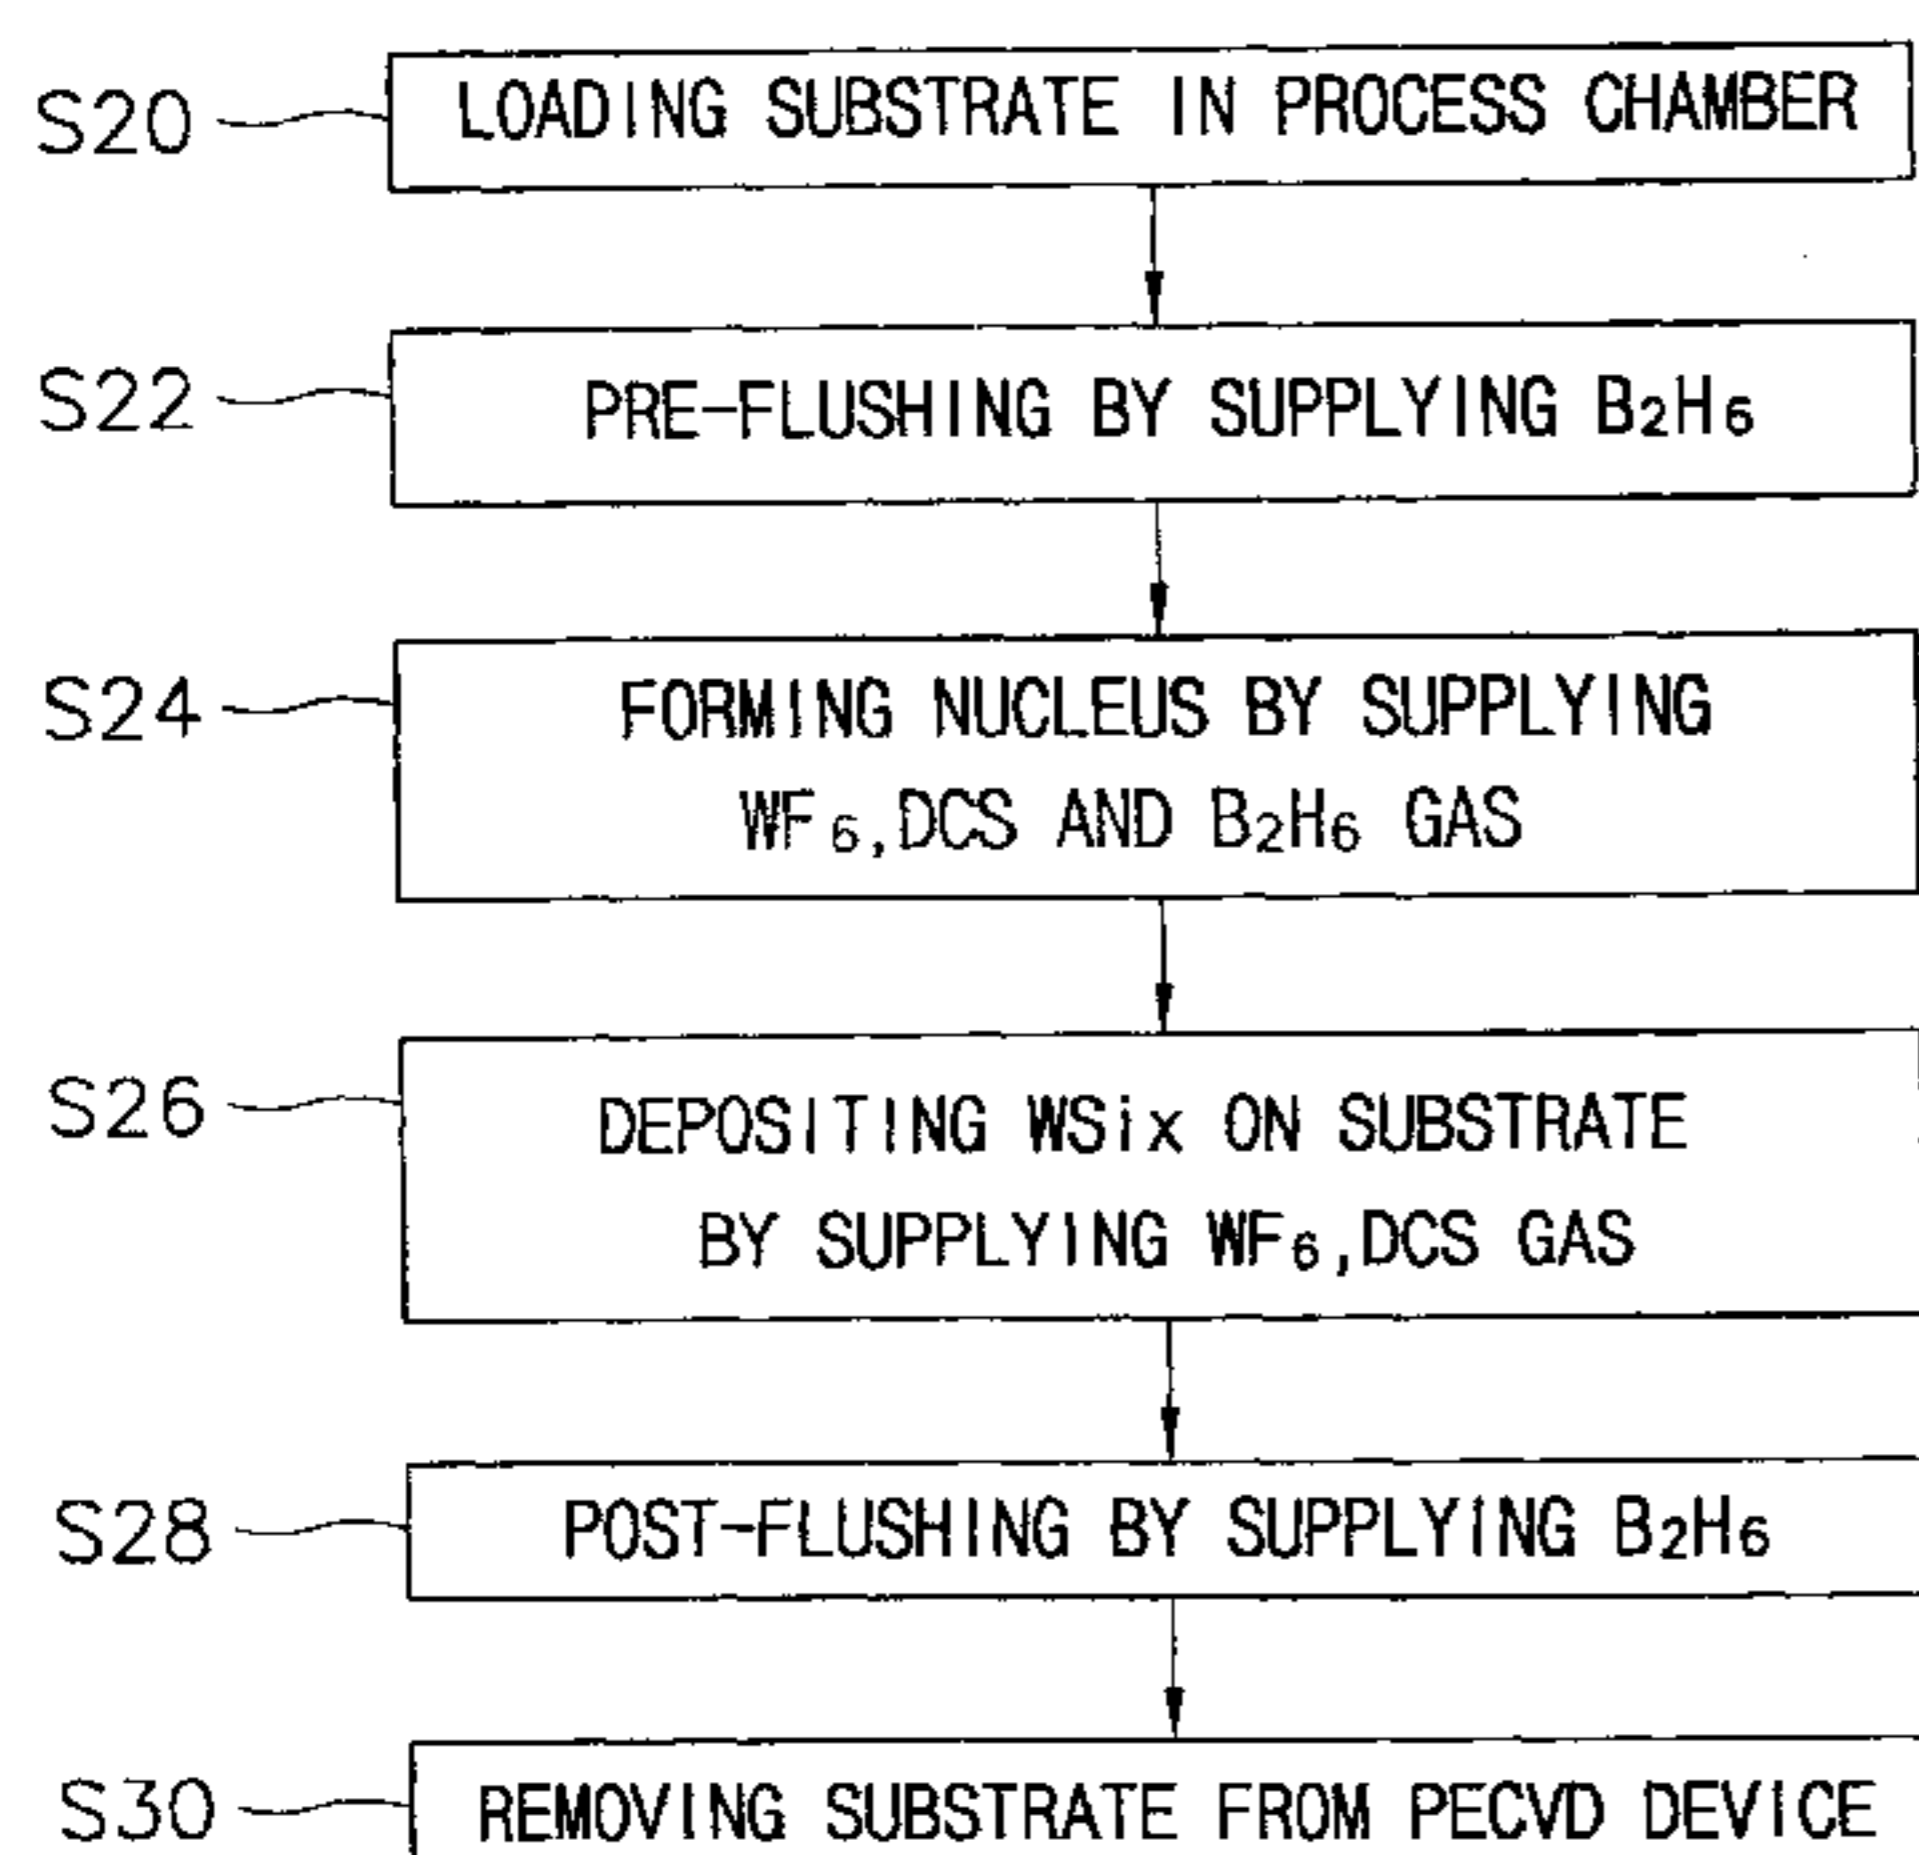 S20 LOADING SUBSTRATE IN PROCESS CHAMBER
S22 PRE-FLUSHING BY SUPPLYING B₂H₆
S24 FORMING NUCLEUS BY SUPPLYING
WF₆,DCS AND B₂H₆ GAS
S26 DEPOSITING WSix ON SUBSTRATE
BY SUPPLYING WF₆,DCS GAS
S28 POST-FLUSHING BY SUPPLYING B₂H₆
S30 REMOVING SUBSTRATE FROM PECVD DEVICE